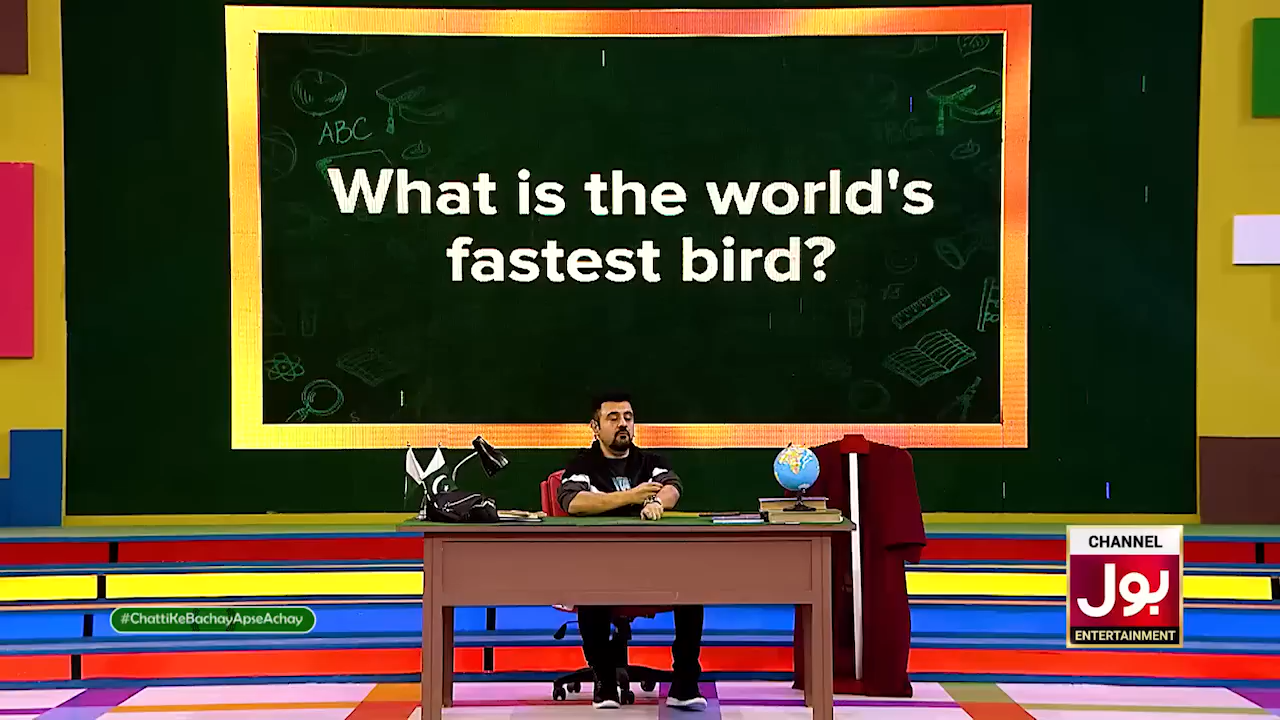 ABC
What is the world's
fastest bird?
#ChattiKeBachayApseAchay
CHANNEL
بول
ENTERTAINMENT